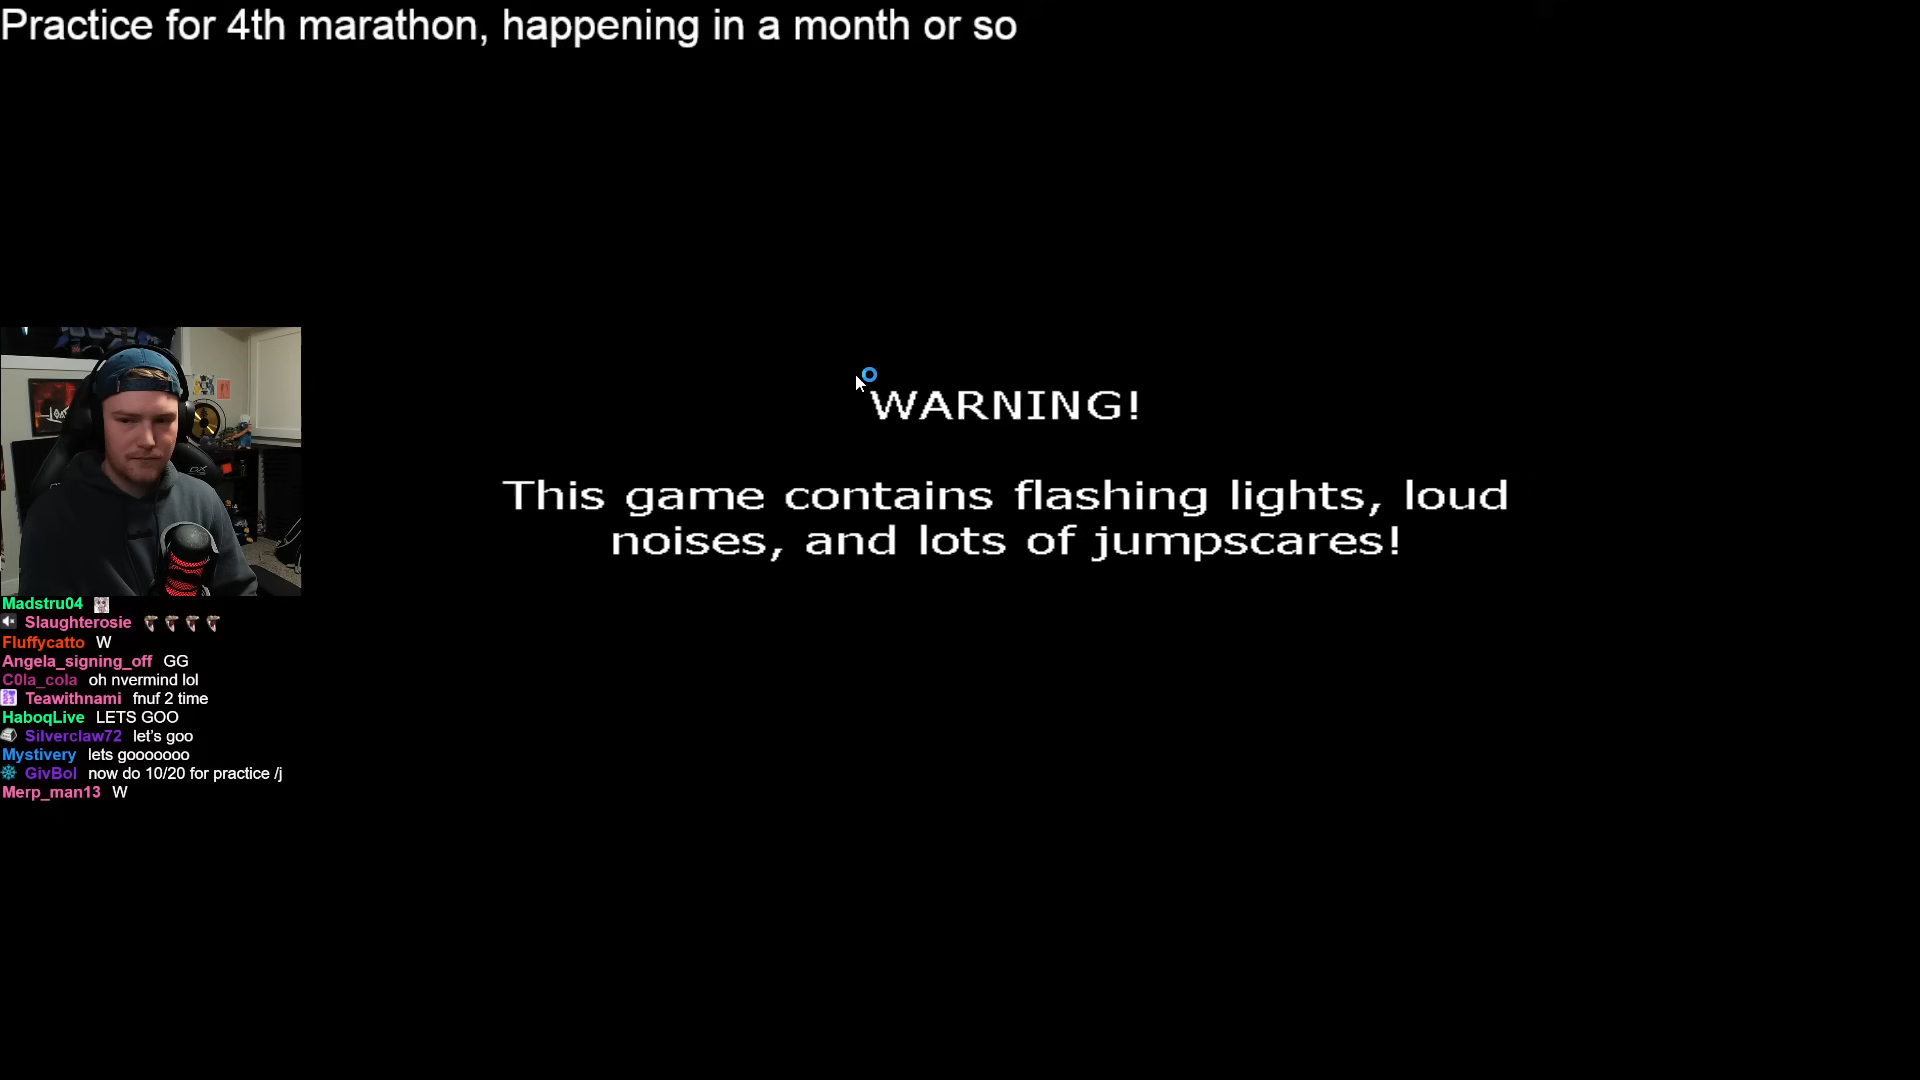 Practice for 4th marathon, happening in a month or so
WARNING!
This game contains flashing lights, loud
noises, and lots of jumpscares!
Madstru04
Slaughterosie
Fluffycatto W
Angela_signing_off GG
C0la_cola oh nvermind lol
Teawithnami fnuf 2 time
HaboqLive LETS GOO
Silverclaw72 let's goo
Mystivery lets gooooooo
GivBol now do 10/20 for practice /j
Merp_man13 W